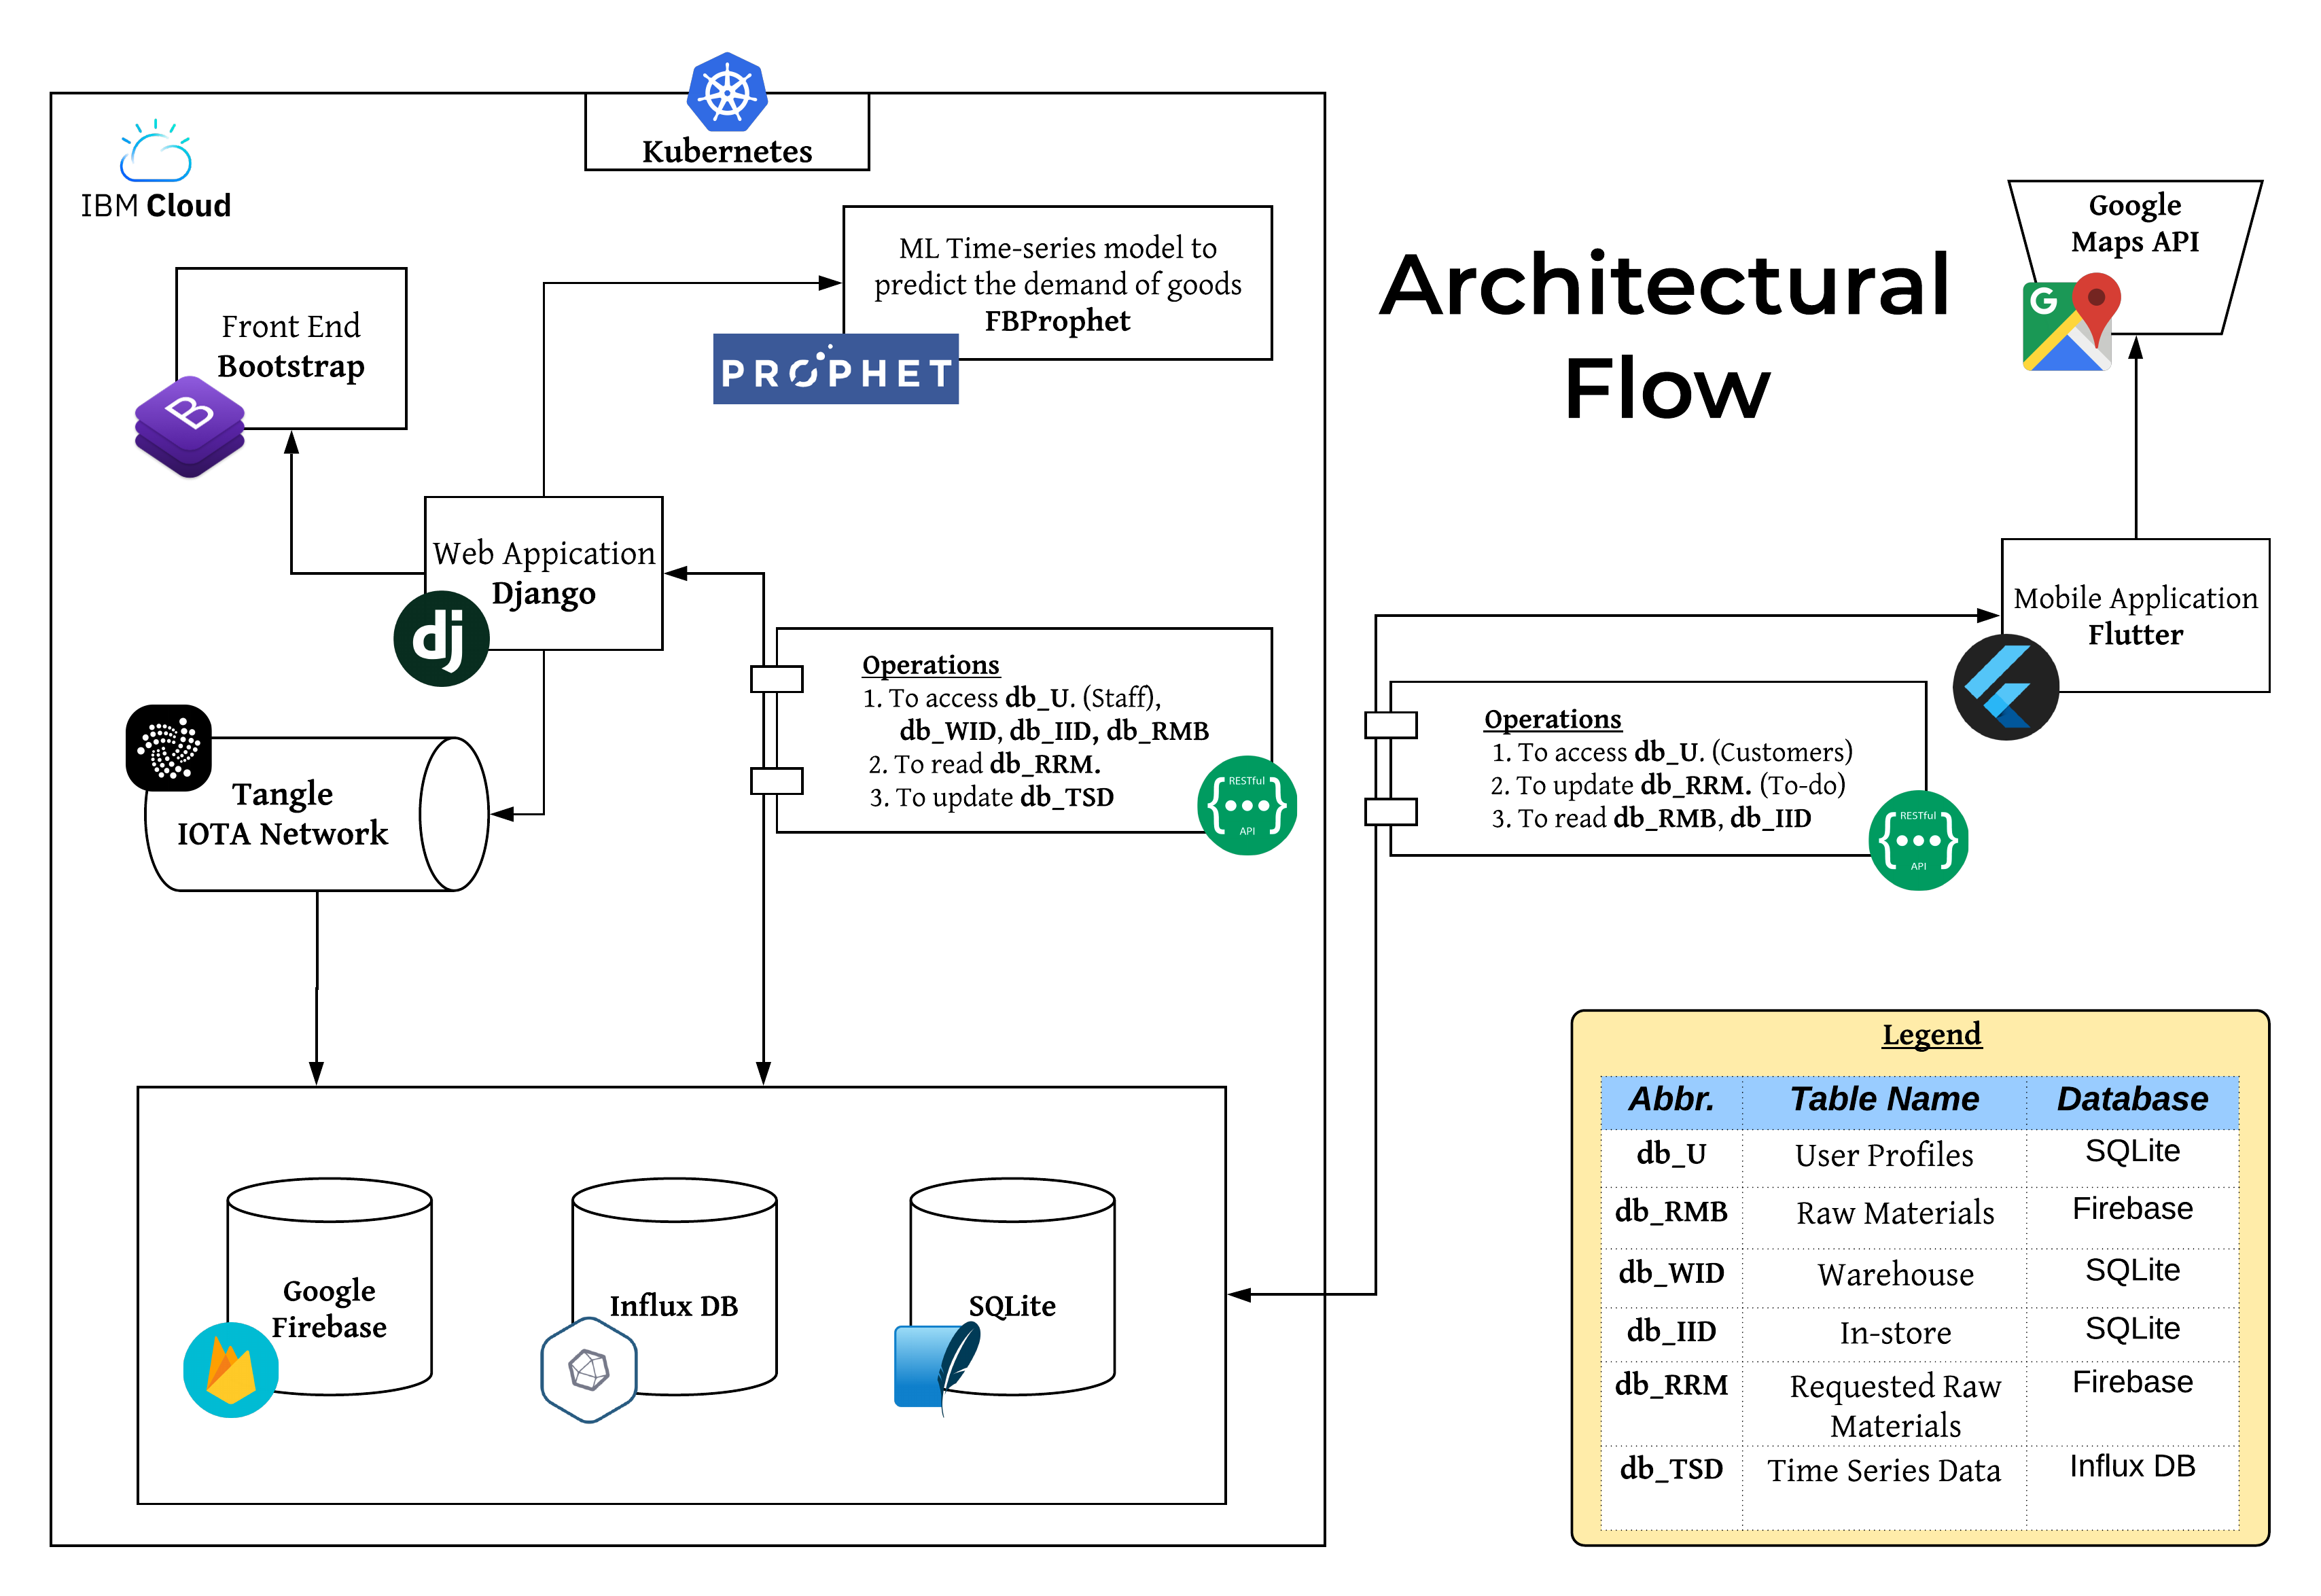 Kubernetes
IBM Cloud
ML Time-series model to
predict the demand of goods
FBProphet
PROPHET
Front End
Bootstrap
B
Architectural
Flow
Google
Maps API
G
Web Appication
Django
dj
Operations
1. To access db_U. (Staff),
db_WID, db_IID, db_RMB
2. To read db_RRM.
3. To update db_TSD
RESTful
{•••}
API
Mobile Application
Flutter
Operations
1. To access db_U. (Customers)
2. To update db_RRM. (To-do)
3. To read db_RMB, db_IID
RESTful
{•••}
API
Tangle
IOTA Network
Google
Firebase
Influx DB
SQLite
Legend
Abbr. Table Name Database
db_U User Profiles SQLite
db_RMB Raw Materials Firebase
db_WID Warehouse SQLite
db_IID In-store SQLite
db_RRM Requested Raw Firebase
Materials
db_TSD Time Series Data Influx DB